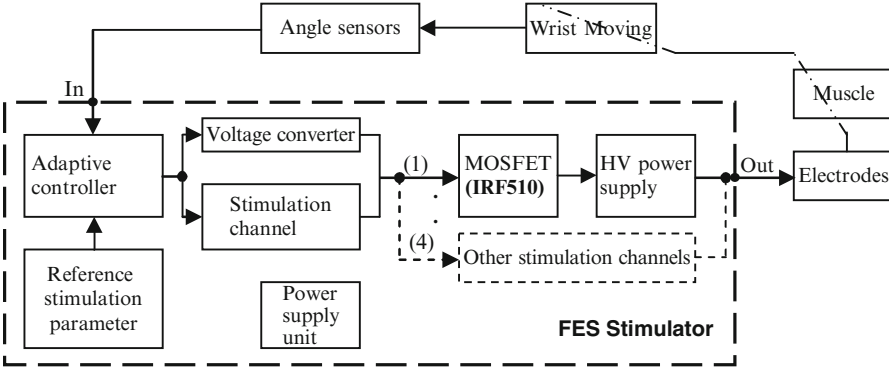 Angle sensors
Wrist Moving
In
Muscle
Voltage converter
Adaptive
controller
(1)
MOSFET
(IRF510)
HV power
supply
Out
Electrodes
Stimulation
channel
(4)
Other stimulation channels
Reference
stimulation
parameter
Power
supply
unit
FES Stimulator